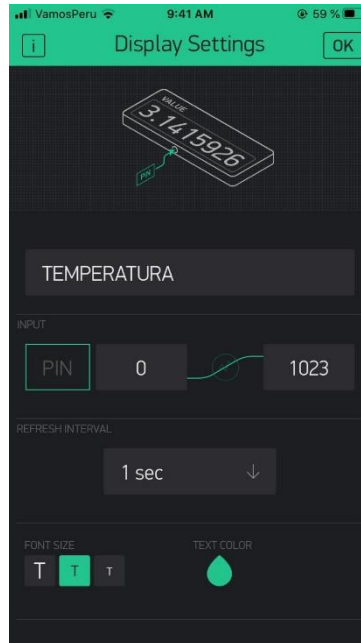 VamosPeru 9:41 AM 59 %
i Display Settings OK
VALUE
3.1415926
PIN
TEMPERATURA
INPUT
PIN 0 1023
REFRESH INTERVAL
1 sec
FONT SIZE TEXT COLOR
T T T